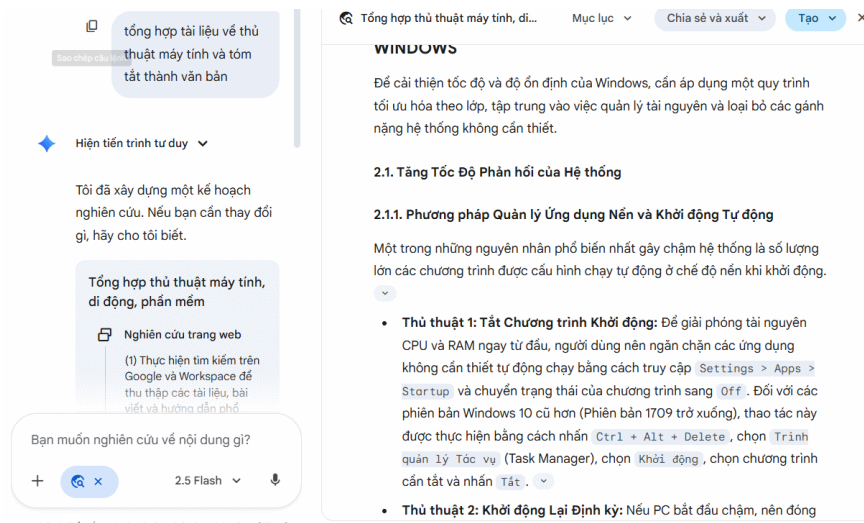 tổng hợp tài liệu về thủ
thuật máy tính và tóm
tắt thành văn bản
Sao chép câu lệnh
Hiện tiến trình tư duy
Tôi đã xây dựng một kế hoạch
nghiên cứu. Nếu bạn cần thay đổi
gì, hãy cho tôi biết.
Tổng hợp thủ thuật máy tính,
di động, phần mềm
Nghiên cứu trang web
(1) Thực hiện tìm kiếm trên
Google và Workspace để
thu thập các tài liệu, bài
viết và hướng dẫn phổ
Bạn muốn nghiên cứu về nội dung gì?
2.5 Flash
Tổng hợp thủ thuật máy tính, di...
Mục lục
Chia sẻ và xuất
Tạo
WINDOWS
Để cải thiện tốc độ và độ ổn định của Windows, cần áp dụng một quy trình
tối ưu hóa theo lớp, tập trung vào việc quản lý tài nguyên và loại bỏ các gánh
nặng hệ thống không cần thiết.
2.1. Tăng Tốc Độ Phản hồi của Hệ thống
2.1.1. Phương pháp Quản lý Ứng dụng Nền và Khởi động Tự động
Một trong những nguyên nhân phổ biến nhất gây chậm hệ thống là số lượng
lớn các chương trình được cấu hình chạy tự động ở chế độ nền khi khởi động.
• Thủ thuật 1: Tắt Chương trình Khởi động: Để giải phóng tài nguyên
CPU và RAM ngay từ đầu, người dùng nên ngăn chặn các ứng dụng
không cần thiết tự động chạy bằng cách truy cập Settings > Apps >
Startup và chuyển trạng thái của chương trình sang Off. Đối với các
phiên bản Windows 10 cũ hơn (Phiên bản 1709 trở xuống), thao tác này
được thực hiện bằng cách nhấn Ctrl + Alt + Delete, chọn Trình
quản lý Tác vụ (Task Manager), chọn Khởi động, chọn chương trình
cần tắt và nhấn Tắt.
• Thủ thuật 2: Khởi động Lại Định kỳ: Nếu PC bắt đầu chậm, nên đóng